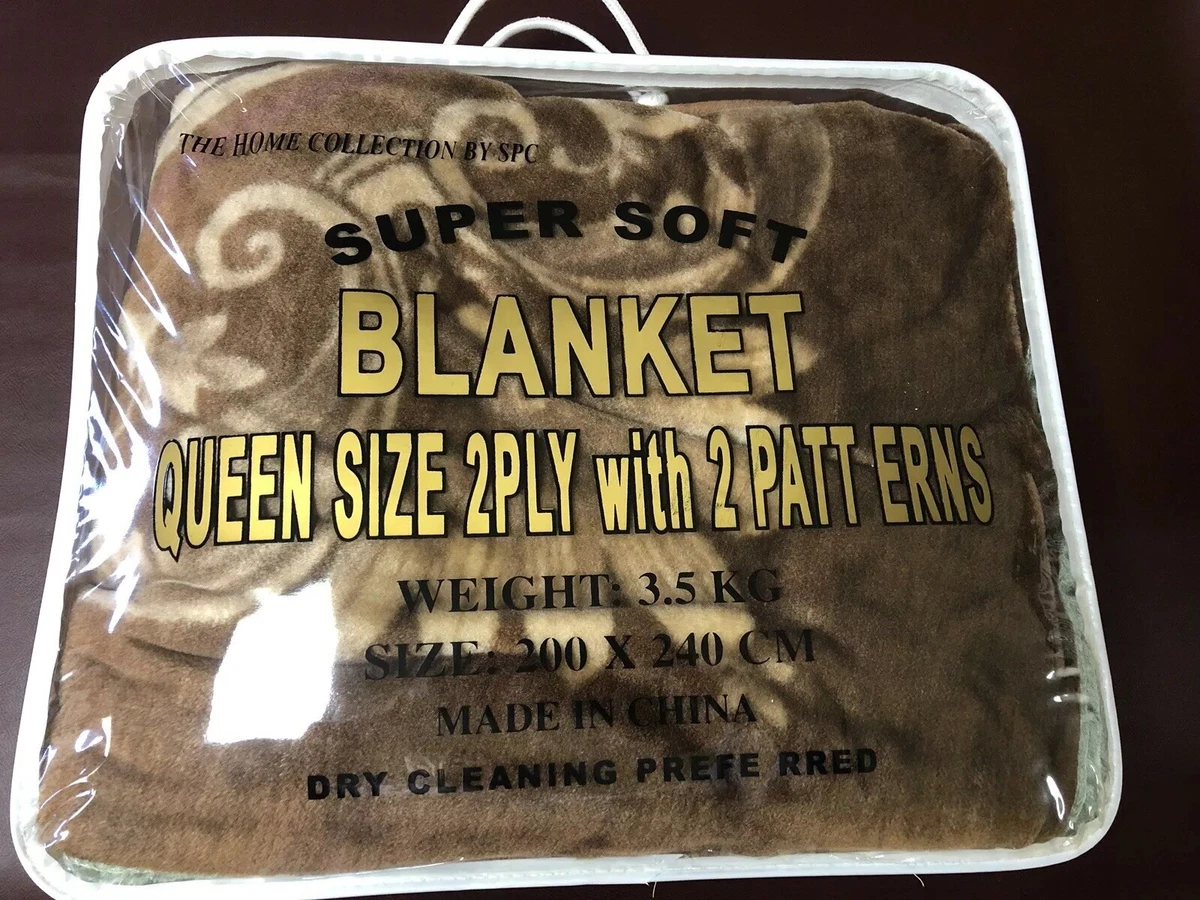 THE HOME COLLECTION BY SPC
SUPER SOFT
BLANKET
QUEEN SIZE 2PLY with 2 PATT ERNS
WEIGHT: 3.5 KG
SIZE: 200 X 240 CM
MADE IN CHINA
DRY CLEANING PREFE RRED